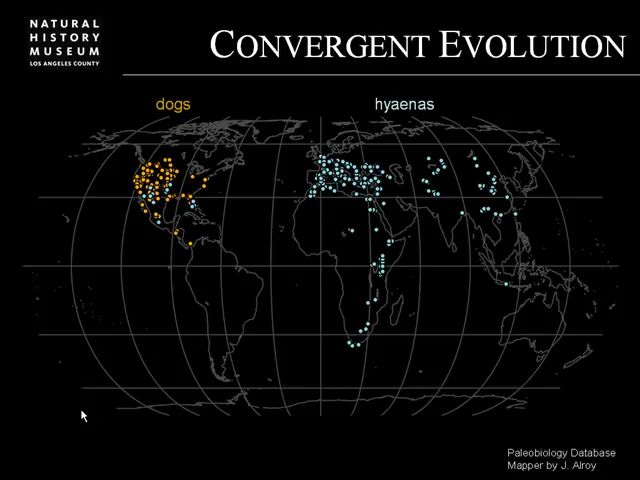 NATURAL
HISTORY
MUSEUM
LOS ANGELES COUNTY
CONVERGENT EVOLUTION
dogs
hyaenas
Paleobiology Database
Mapper by J. Alroy